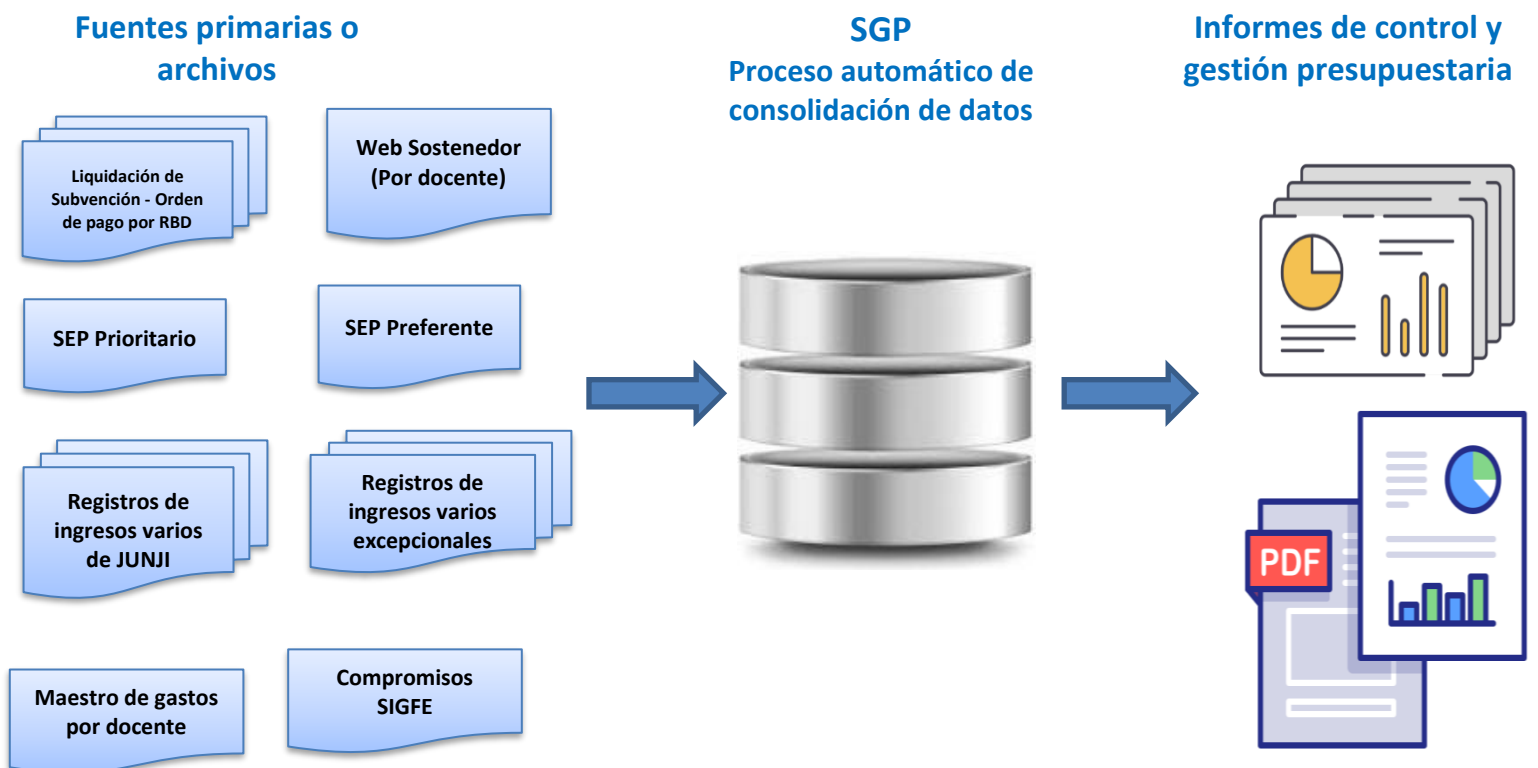 Fuentes primarias o
archivos
SGP
Proceso automático de
consolidación de datos
Informes de control y
gestión presupuestaria
Liquidación de
Subvención - Orden
de pago por RBD
Web Sostenedor
(Por docente)
SEP Prioritario
SEP Preferente
Registros de
ingresos varios
de JUNJI
Registros de
ingresos varios
excepcionales
Maestro de gastos
por docente
Compromisos
SIGFE
PDF